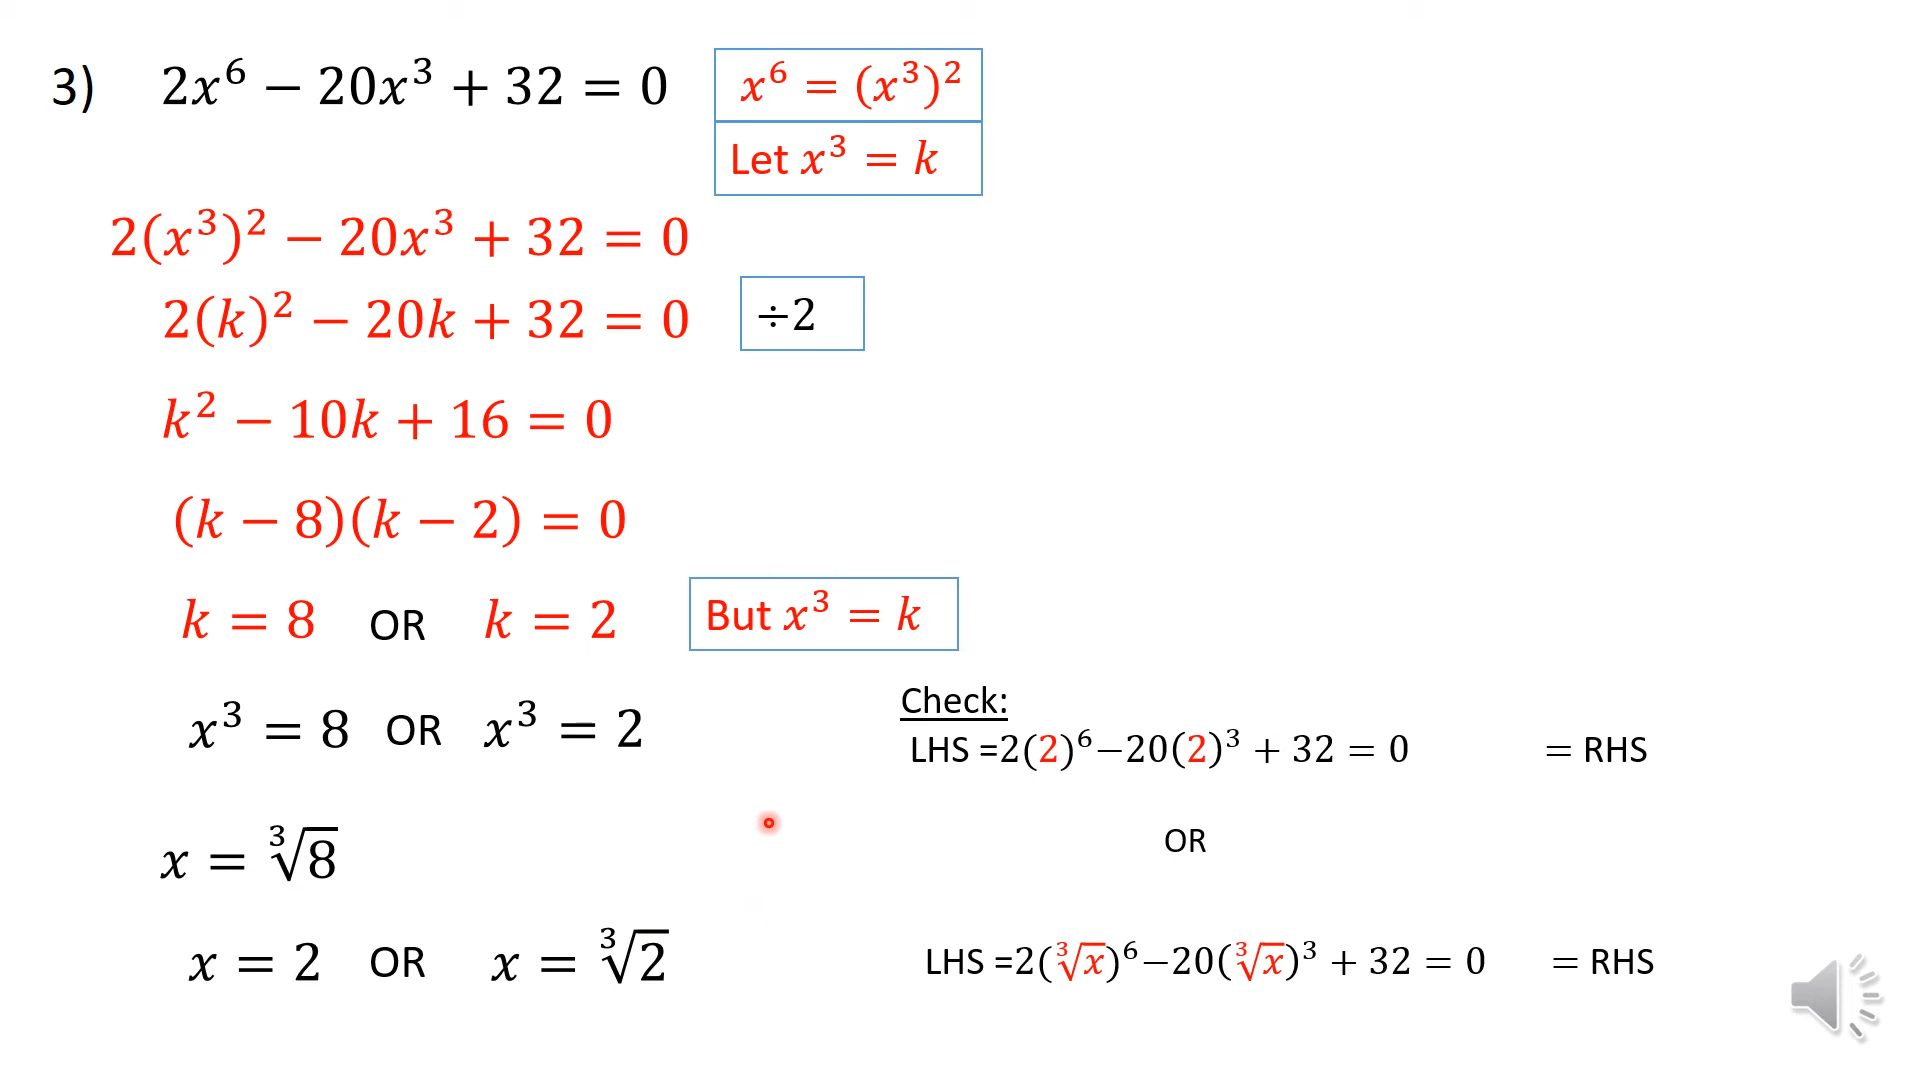 3) 2x⁶ − 20x³ + 32 = 0
x⁶ = (x³)²
Let x³ = k
2(x³)² − 20x³ + 32 = 0
2(k)² − 20k + 32 = 0
÷2
k² − 10k + 16 = 0
(k − 8)(k − 2) = 0
k = 8 OR k = 2
But x³ = k
x³ = 8 OR x³ = 2
x = ∛8
x = 2 OR x = ∛2
Check:
LHS =2(2)⁶−20(2)³ + 32 = 0 = RHS
OR
LHS =2(∛x)⁶−20(∛x)³ + 32 = 0 = RHS